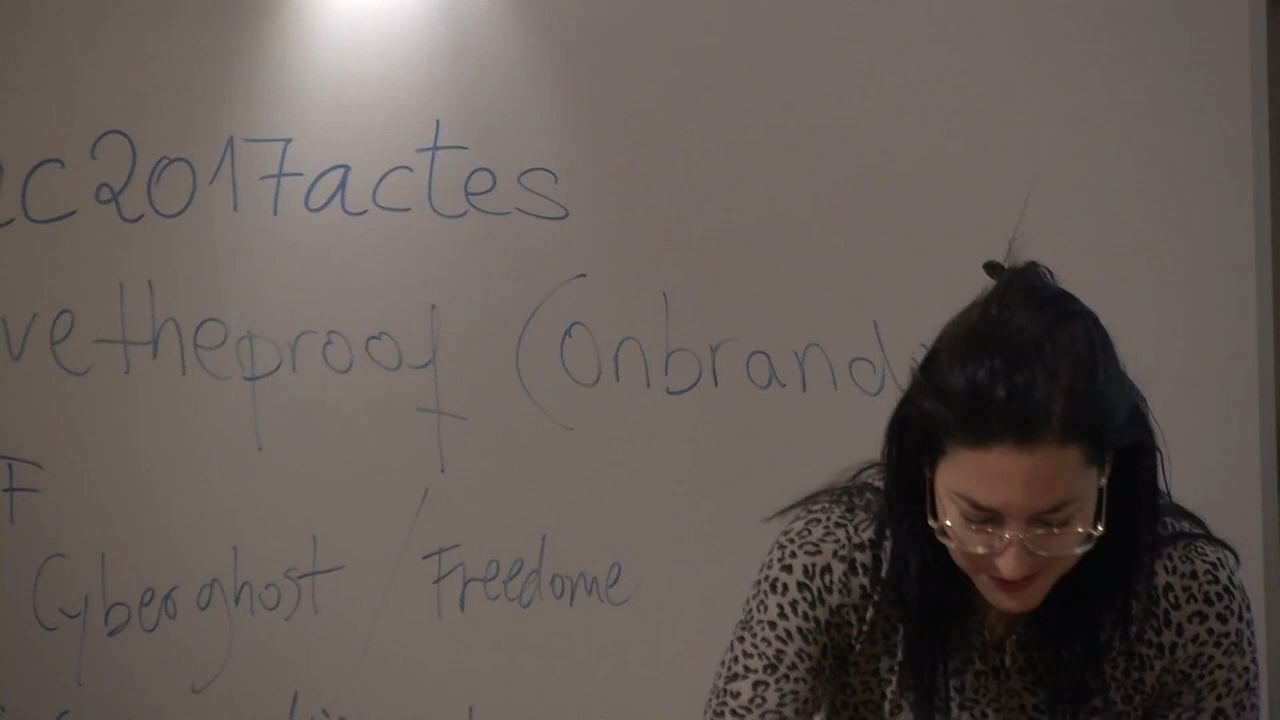 c2017actes
vetheproof (Onbrand
F
Cyberghost / Freedome